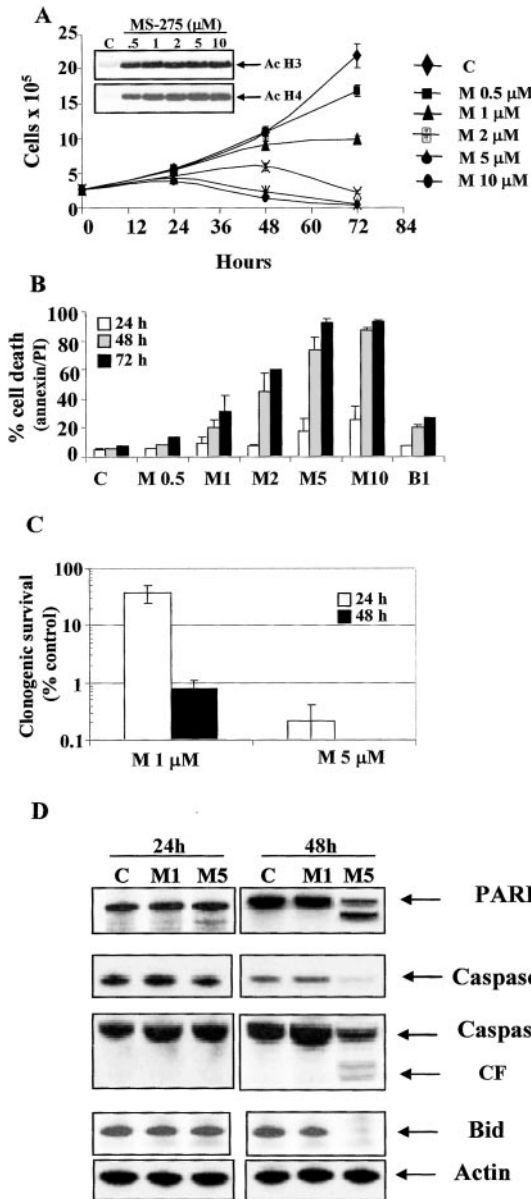 A
MS-275 (µM)
C .5 1 2 5 10
Ac H3
Ac H4
Cells x 10⁵
25
20
15
10
5
0
0 12 24 36 48 60 72 84
Hours
C
M 0.5 µM
M 1 µM
M 2 µM
M 5 µM
M 10 µM
B
% cell death
(annexin/PI)
100
80
60
40
20
0
24 h
48 h
72 h
C M 0.5 M1 M2 M5 M10 B1
C
Clonogenic survival
(% control)
100
10
1
0.1
24 h
48 h
M 1 µM M 5 µM
D
24h 48h
C M1 M5 C M1 M5
PARP
Caspase
Caspas
CF
Bid
Actin